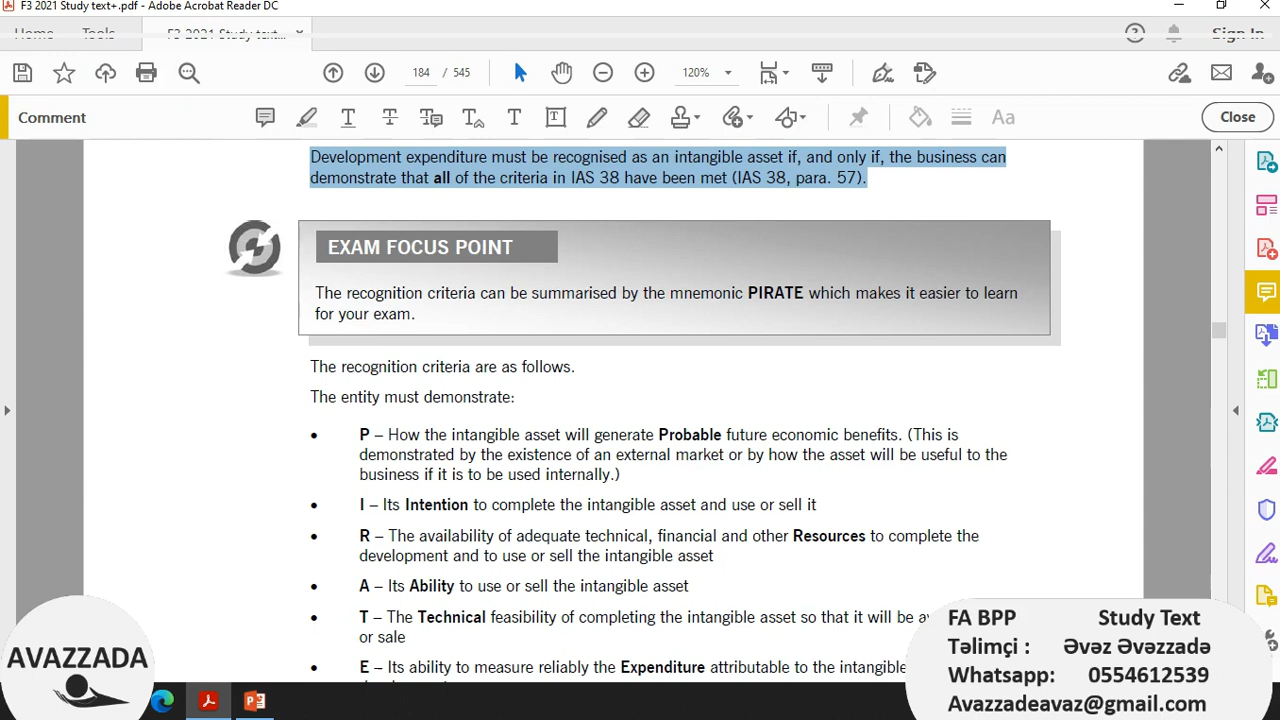 F3 2021 Study text+.pdf - Adobe Acrobat Reader DC
Home Tools F3 2021 Study text... Sign In
184 / 545 120%
Comment Close
Development expenditure must be recognised as an intangible asset if, and only if, the business can
demonstrate that all of the criteria in IAS 38 have been met (IAS 38, para. 57).
EXAM FOCUS POINT
The recognition criteria can be summarised by the mnemonic PIRATE which makes it easier to learn
for your exam.
The recognition criteria are as follows.
The entity must demonstrate:
• P – How the intangible asset will generate Probable future economic benefits. (This is
demonstrated by the existence of an external market or by how the asset will be useful to the
business if it is to be used internally.)
• I – Its Intention to complete the intangible asset and use or sell it
• R – The availability of adequate technical, financial and other Resources to complete the
development and to use or sell the intangible asset
• A – Its Ability to use or sell the intangible asset
• T – The Technical feasibility of completing the intangible asset so that it will be
or sale
• E – Its ability to measure reliably the Expenditure attributable to the intangible
AVAZZADA
FA BPP Study Text
Təlimçi : Əvəz Əvəzzadə
Whatsapp: 0554612539
Avazzadeavaz@gmail.com